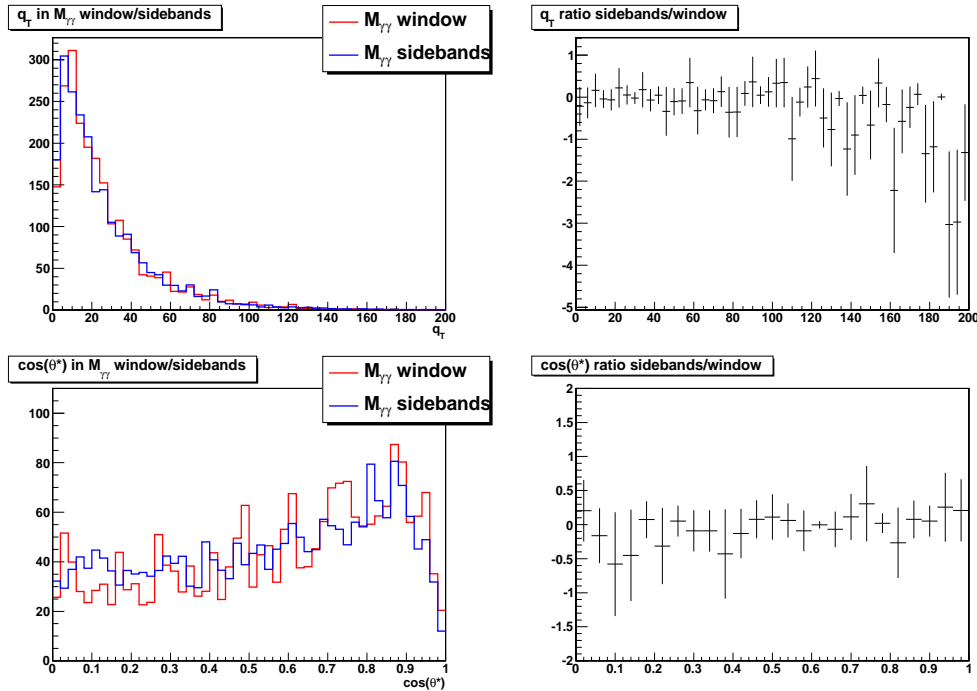 q_T in M_γγ window/sidebands
M_γγ window
M_γγ sidebands
300
250
200
150
100
50
0
0 20 40 60 80 100 120 140 160 180 200
q_T
q_T ratio sidebands/window
1
0
-1
-2
-3
-4
-5
0 20 40 60 80 100 120 140 160 180 200
cos(θ*) in M_γγ window/sidebands
M_γγ window
M_γγ sidebands
100
80
60
40
20
0
0 0.1 0.2 0.3 0.4 0.5 0.6 0.7 0.8 0.9 1
cos(θ*)
cos(θ*) ratio sidebands/window
2
1.5
1
0.5
0
-0.5
-1
-1.5
-2
0 0.1 0.2 0.3 0.4 0.5 0.6 0.7 0.8 0.9 1